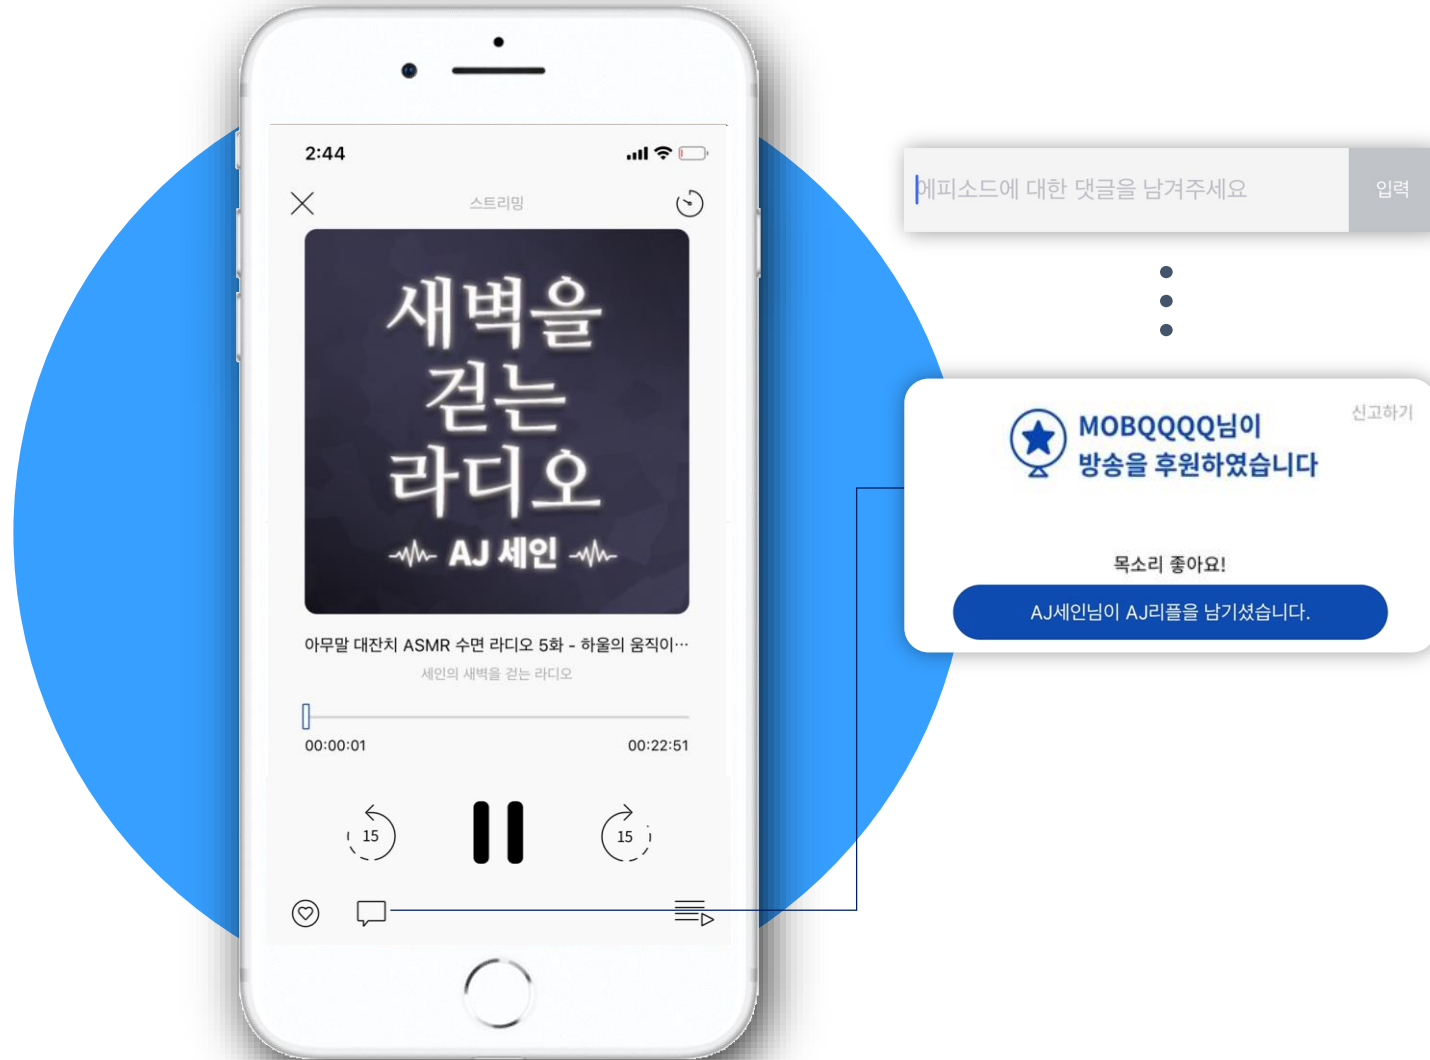 2:44
스트리밍
새벽을
걷는
라디오
AJ 세인
아무말 대잔치 ASMR 수면 라디오 5화 - 하울의 움직이…
세인의 새벽을 걷는 라디오
00:00:01
00:22:51
15
15
에피소드에 대한 댓글을 남겨주세요
입력
신고하기
MOBQQQQ님이
방송을 후원하였습니다
목소리 좋아요!
AJ세인님이 AJ리플을 남기셨습니다.